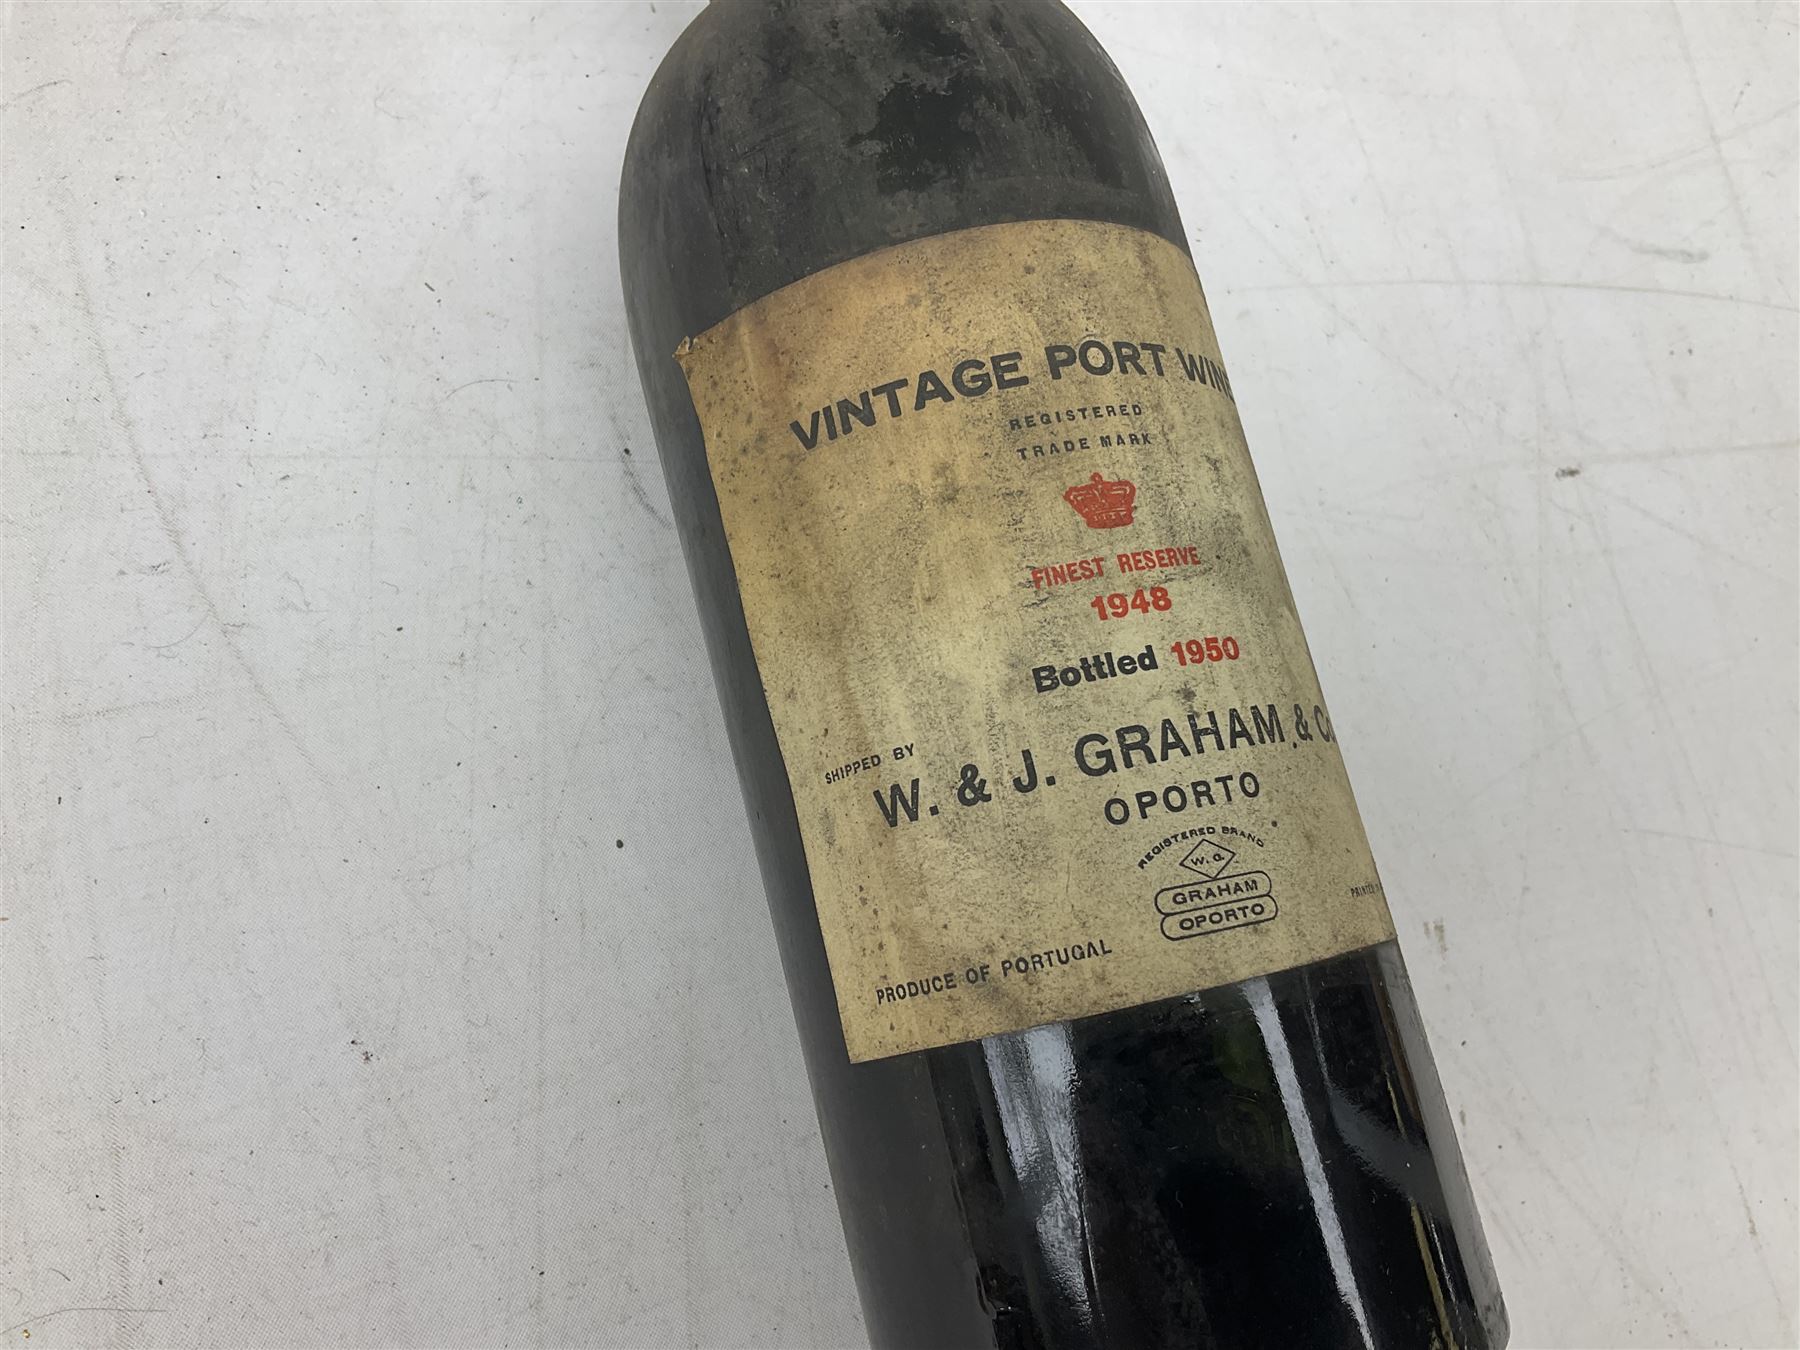 VINTAGE PORT WINE
REGISTERED
TRADE MARK
FINEST RESERVE
1948
Bottled 1950
SHIPPED BY
W. & J. GRAHAM & Co
OPORTO
REGISTERED BRAND
W. G.
GRAHAM
OPORTO
PRINTED
PRODUCE OF PORTUGAL